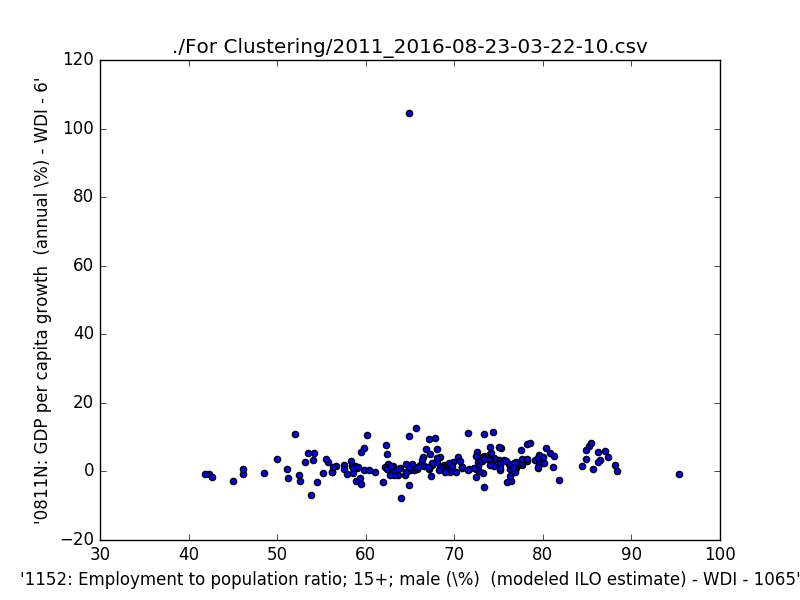 ./For Clustering/2011_2016-08-23-03-22-10.csv
120
100
80
60
40
20
0
−20
'0811N: GDP per capita growth  (annual \%) - WDI - 6'
30 40 50 60 70 80 90 100
'1152: Employment to population ratio; 15+; male (\%)  (modeled ILO estimate) - WDI - 1065'